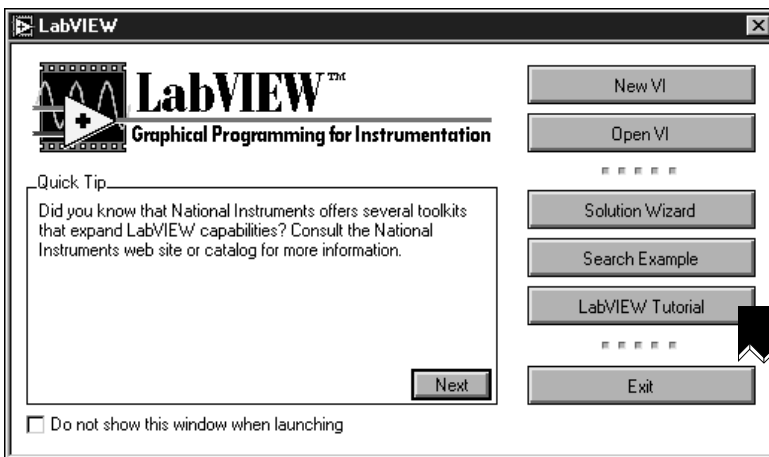 LabVIEW
LabVIEW™
Graphical Programming for Instrumentation
Quick Tip
Did you know that National Instruments offers several toolkits
that expand LabVIEW capabilities? Consult the National
Instruments web site or catalog for more information.
Next
Do not show this window when launching
New VI
Open VI
Solution Wizard
Search Example
LabVIEW Tutorial
Exit